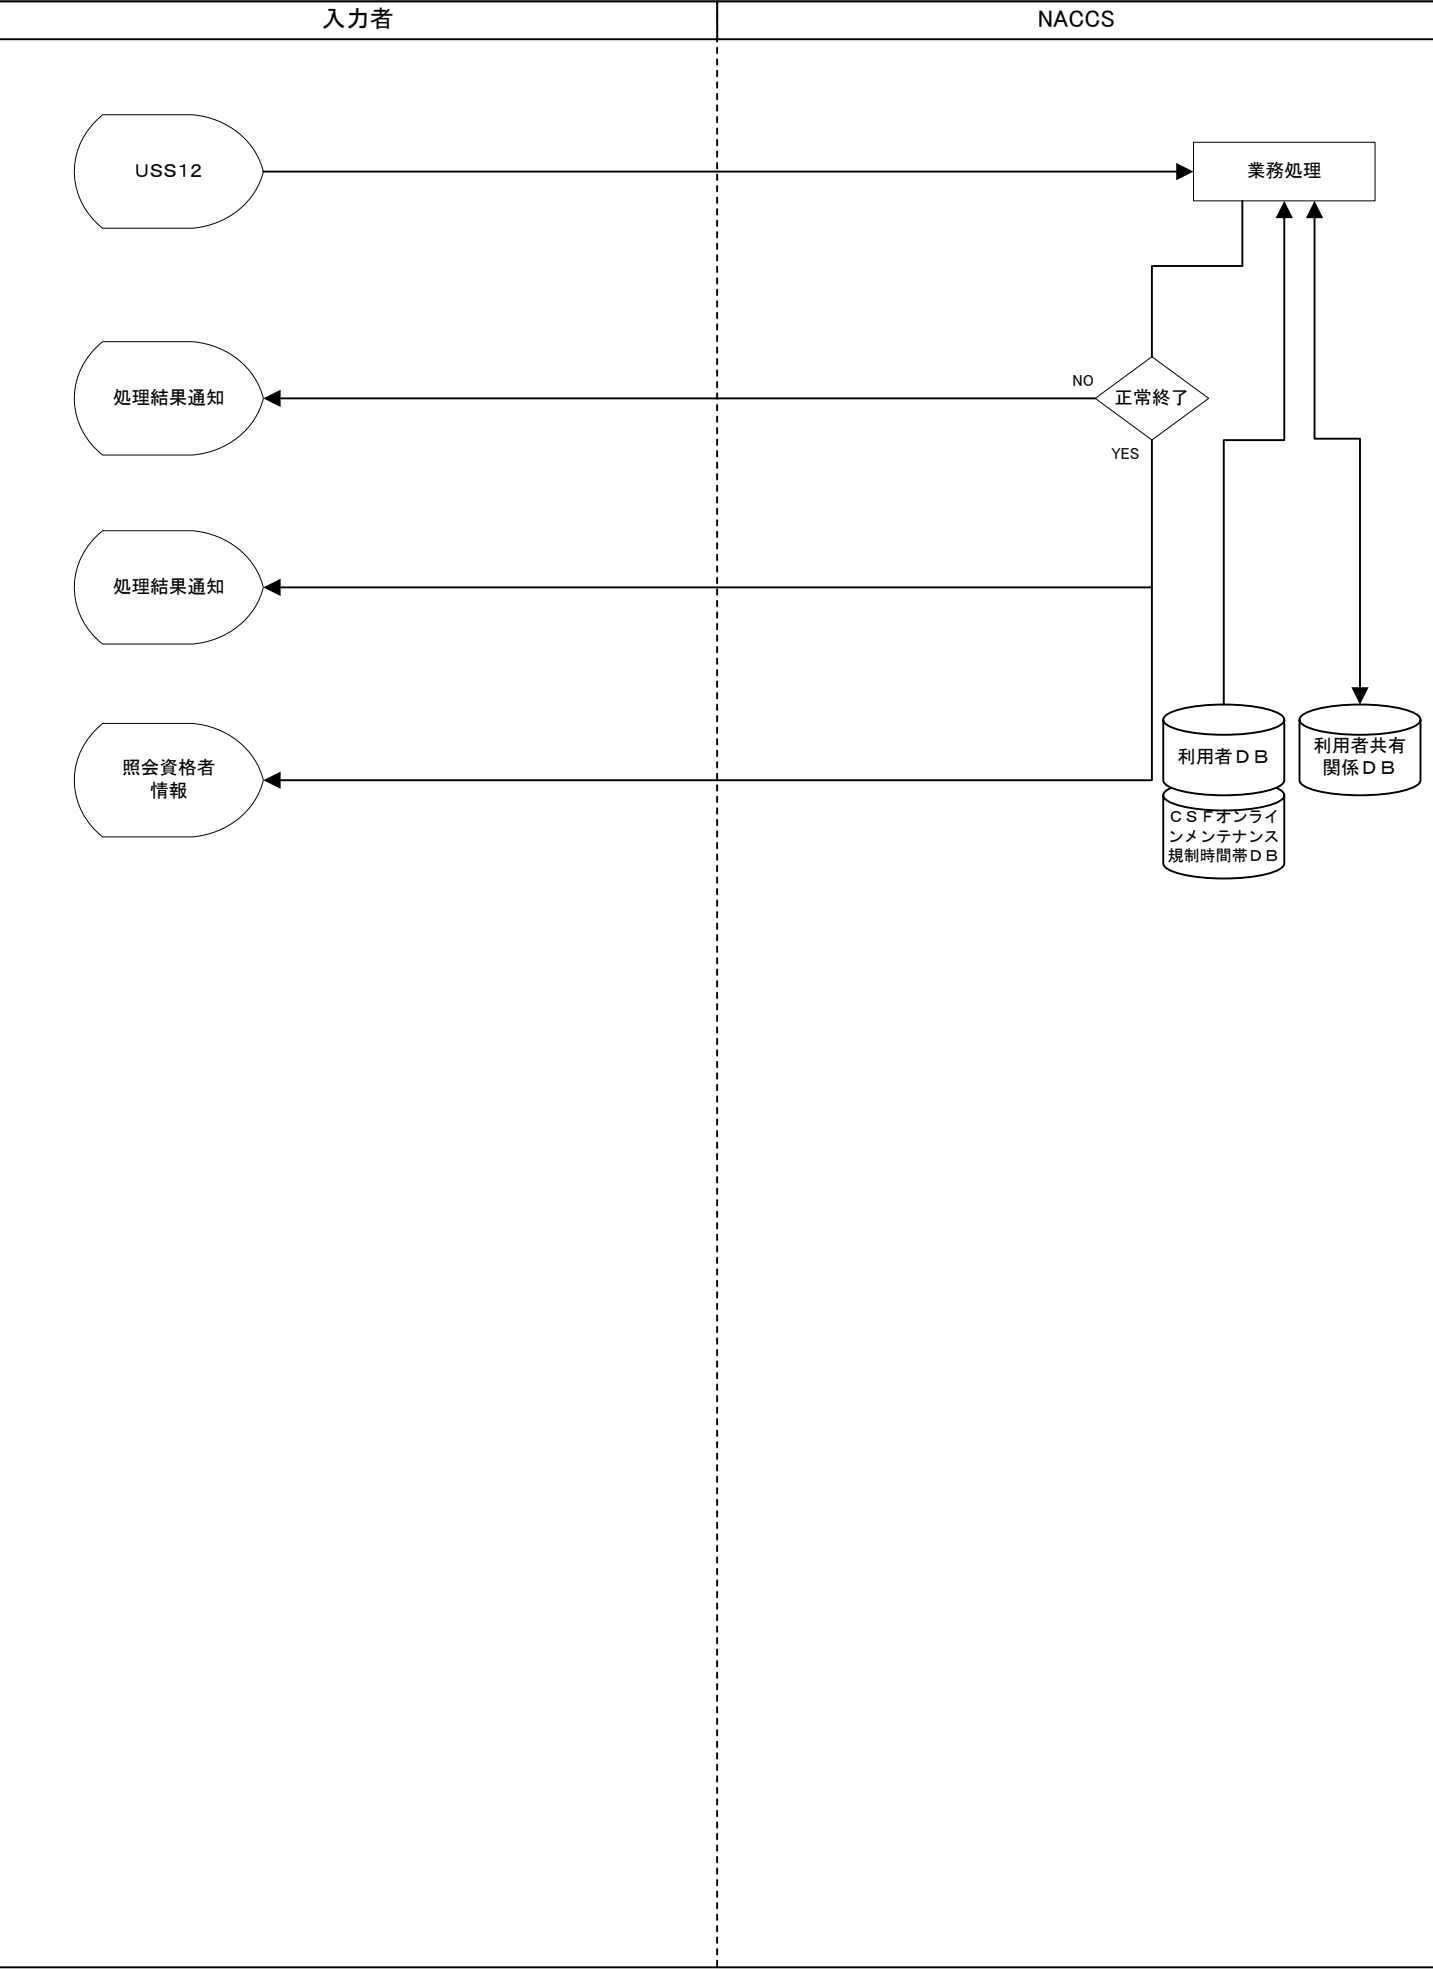 入力者
NACCS
USS12
業務処理
処理結果通知
NO
正常終了
YES
処理結果通知
照会資格者
情報
利用者ＤＢ
利用者共有
関係ＤＢ
ＣＳＦオンライ
ンメンテナンス
規制時間帯ＤＢ